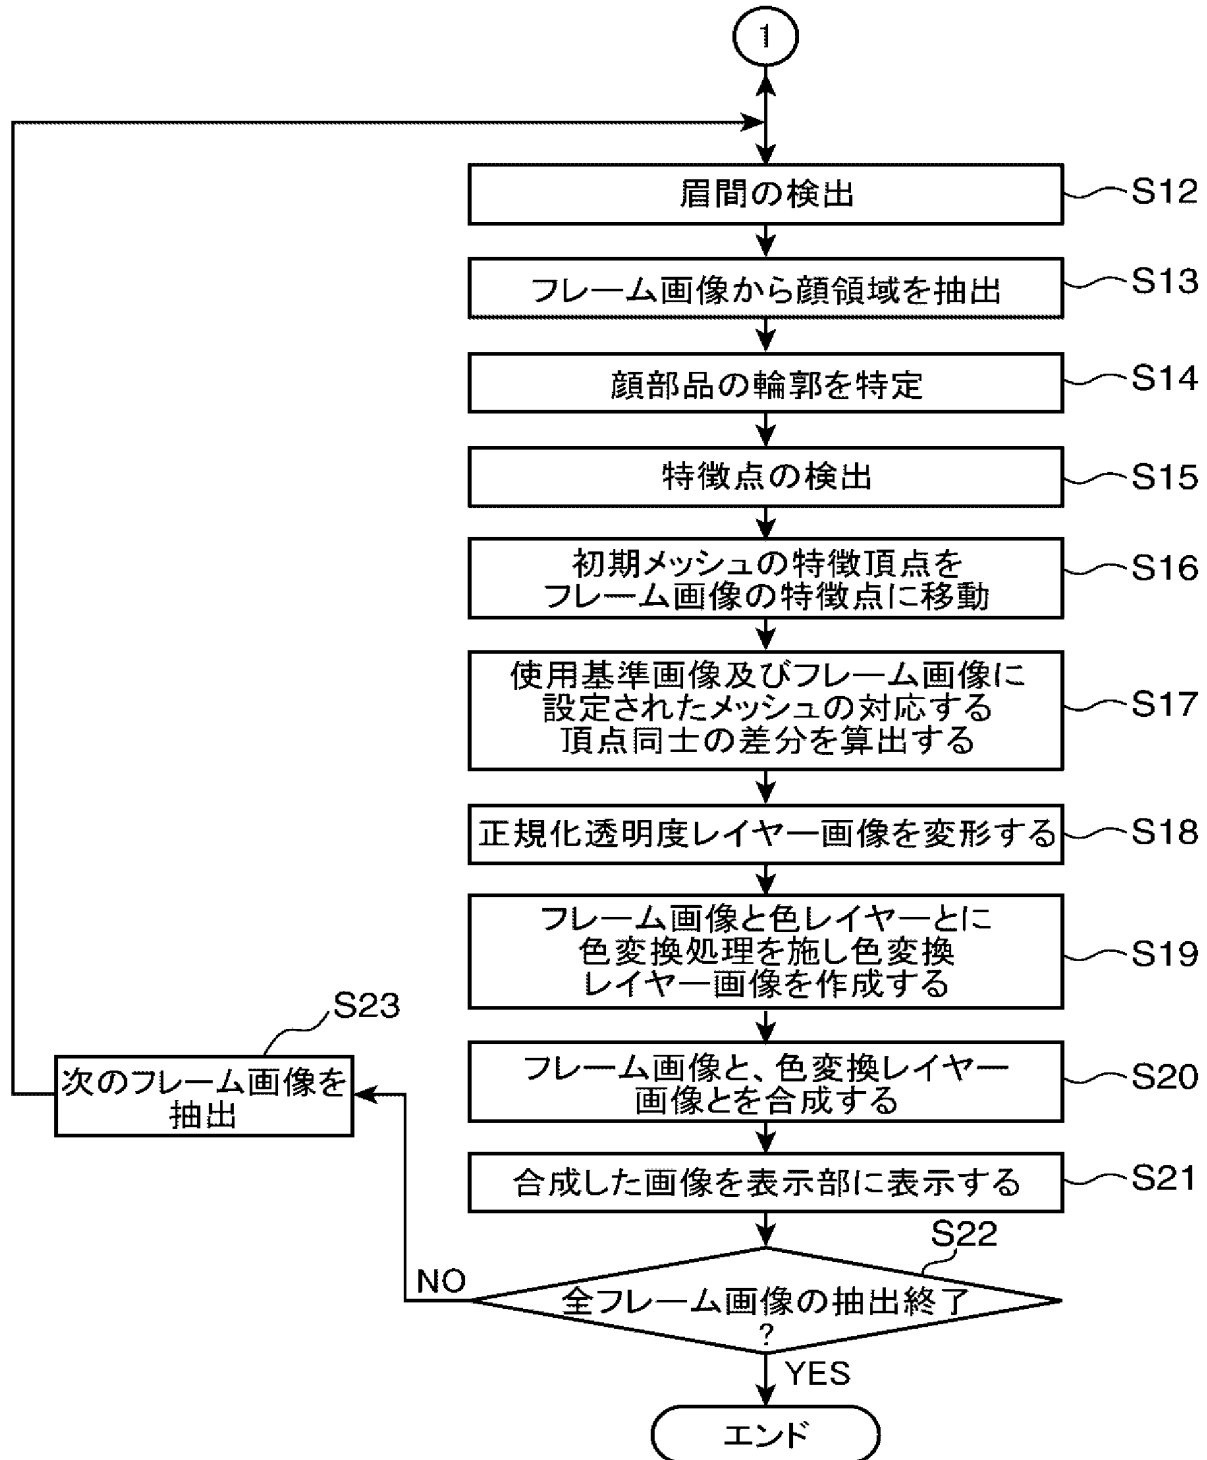 1
眉間の検出
S12
フレーム画像から顔領域を抽出
S13
顔部品の輪郭を特定
S14
特徴点の検出
S15
初期メッシュの特徴頂点を
フレーム画像の特徴点に移動
S16
使用基準画像及びフレーム画像に
設定されたメッシュの対応する
頂点同士の差分を算出する
S17
正規化透明度レイヤー画像を変形する
S18
フレーム画像と色レイヤーとに
色変換処理を施し色変換
レイヤー画像を作成する
S19
S23
次のフレーム画像を
抽出
フレーム画像と、色変換レイヤー
画像とを合成する
S20
合成した画像を表示部に表示する
S21
S22
NO
全フレーム画像の抽出終了
?
YES
エンド